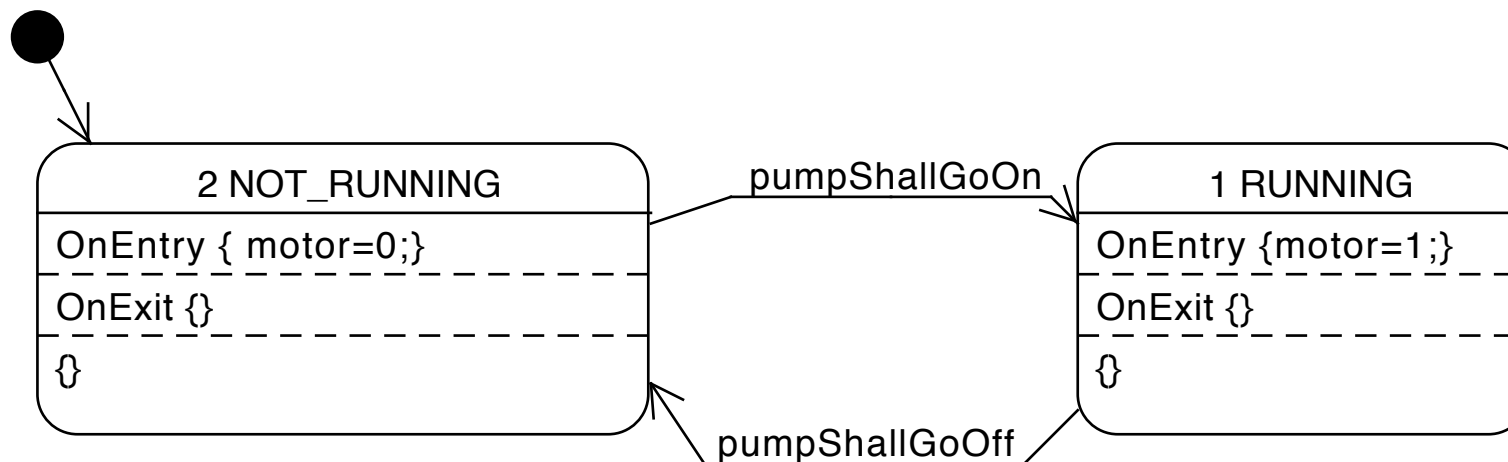 2 NOT_RUNNING
OnEntry { motor=0;}
OnExit {}
{}
pumpShallGoOn
1 RUNNING
OnEntry {motor=1;}
OnExit {}
{}
pumpShallGoOff